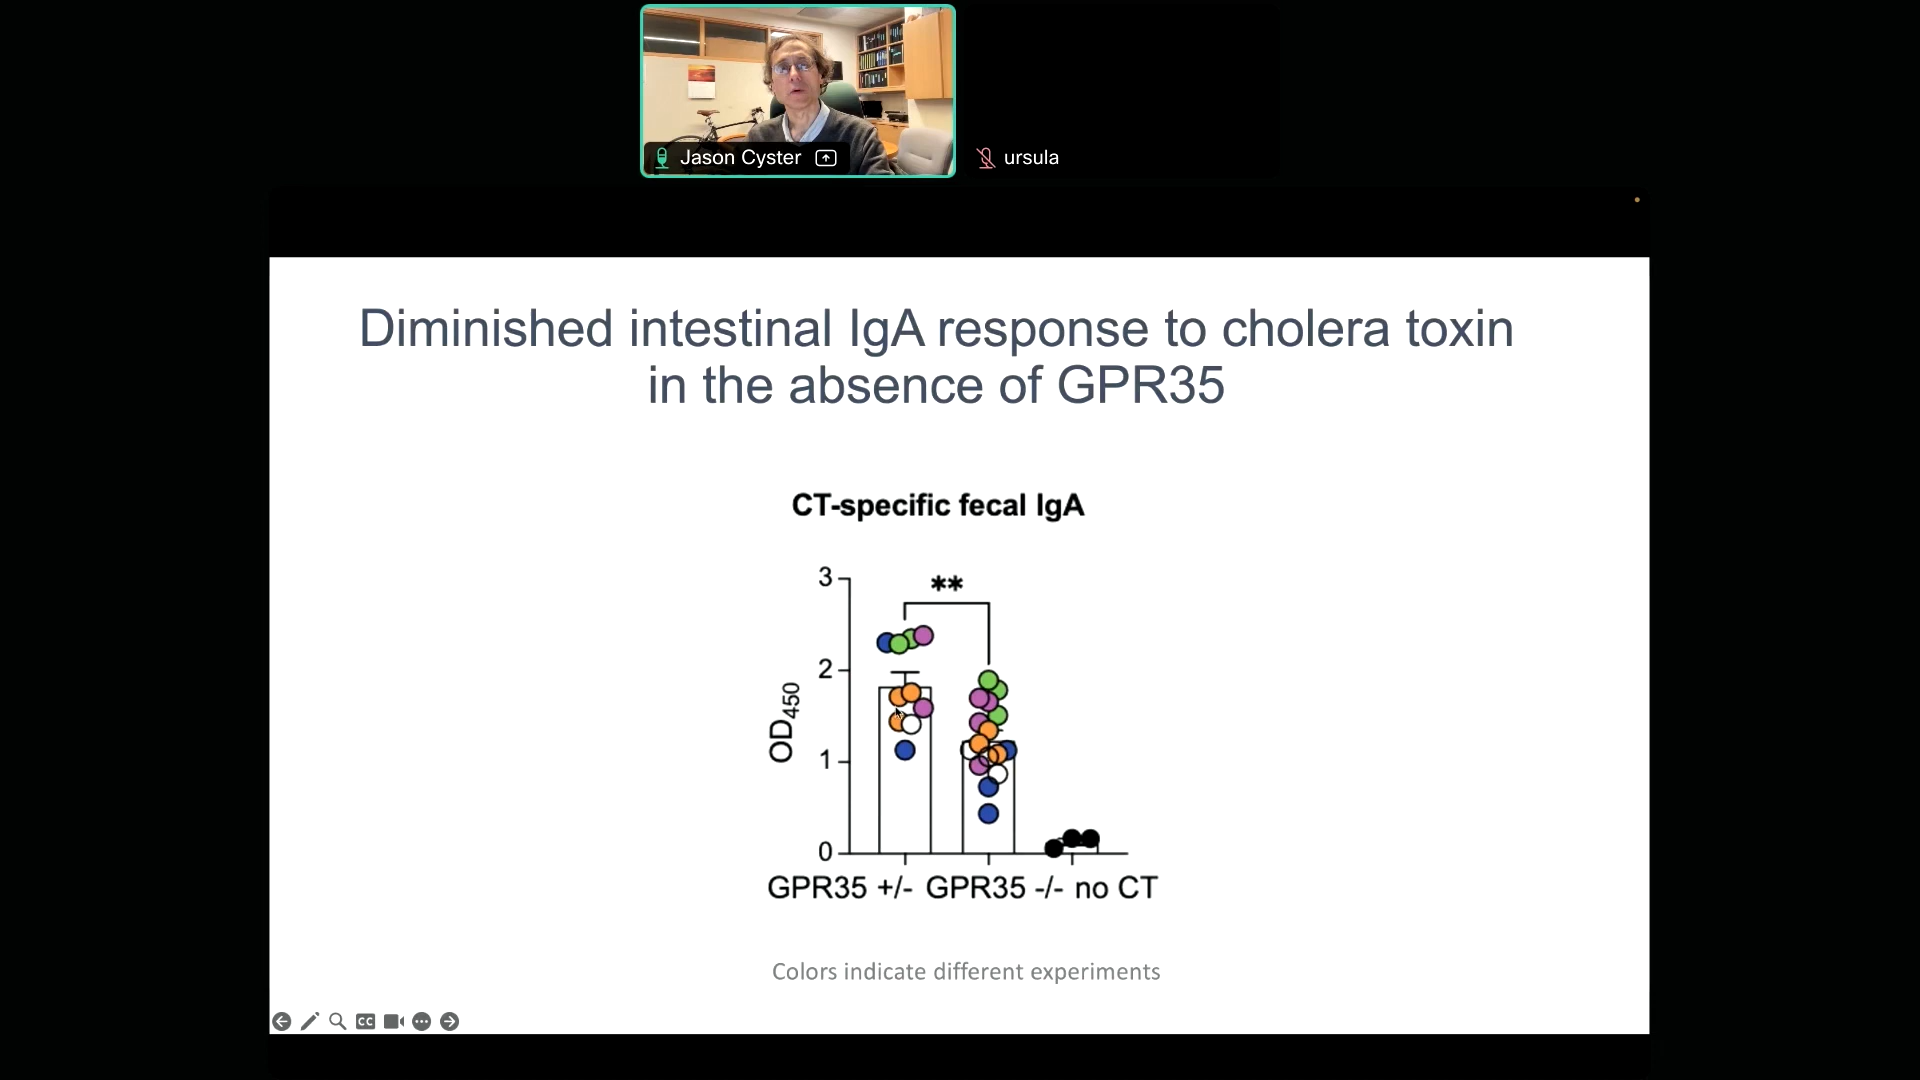 Jason Cyster
ursula
Diminished intestinal IgA response to cholera toxin
in the absence of GPR35
CT-specific fecal IgA
3
**
2
OD450
1
0
GPR35 +/- GPR35 -/- no CT
Colors indicate different experiments
CC